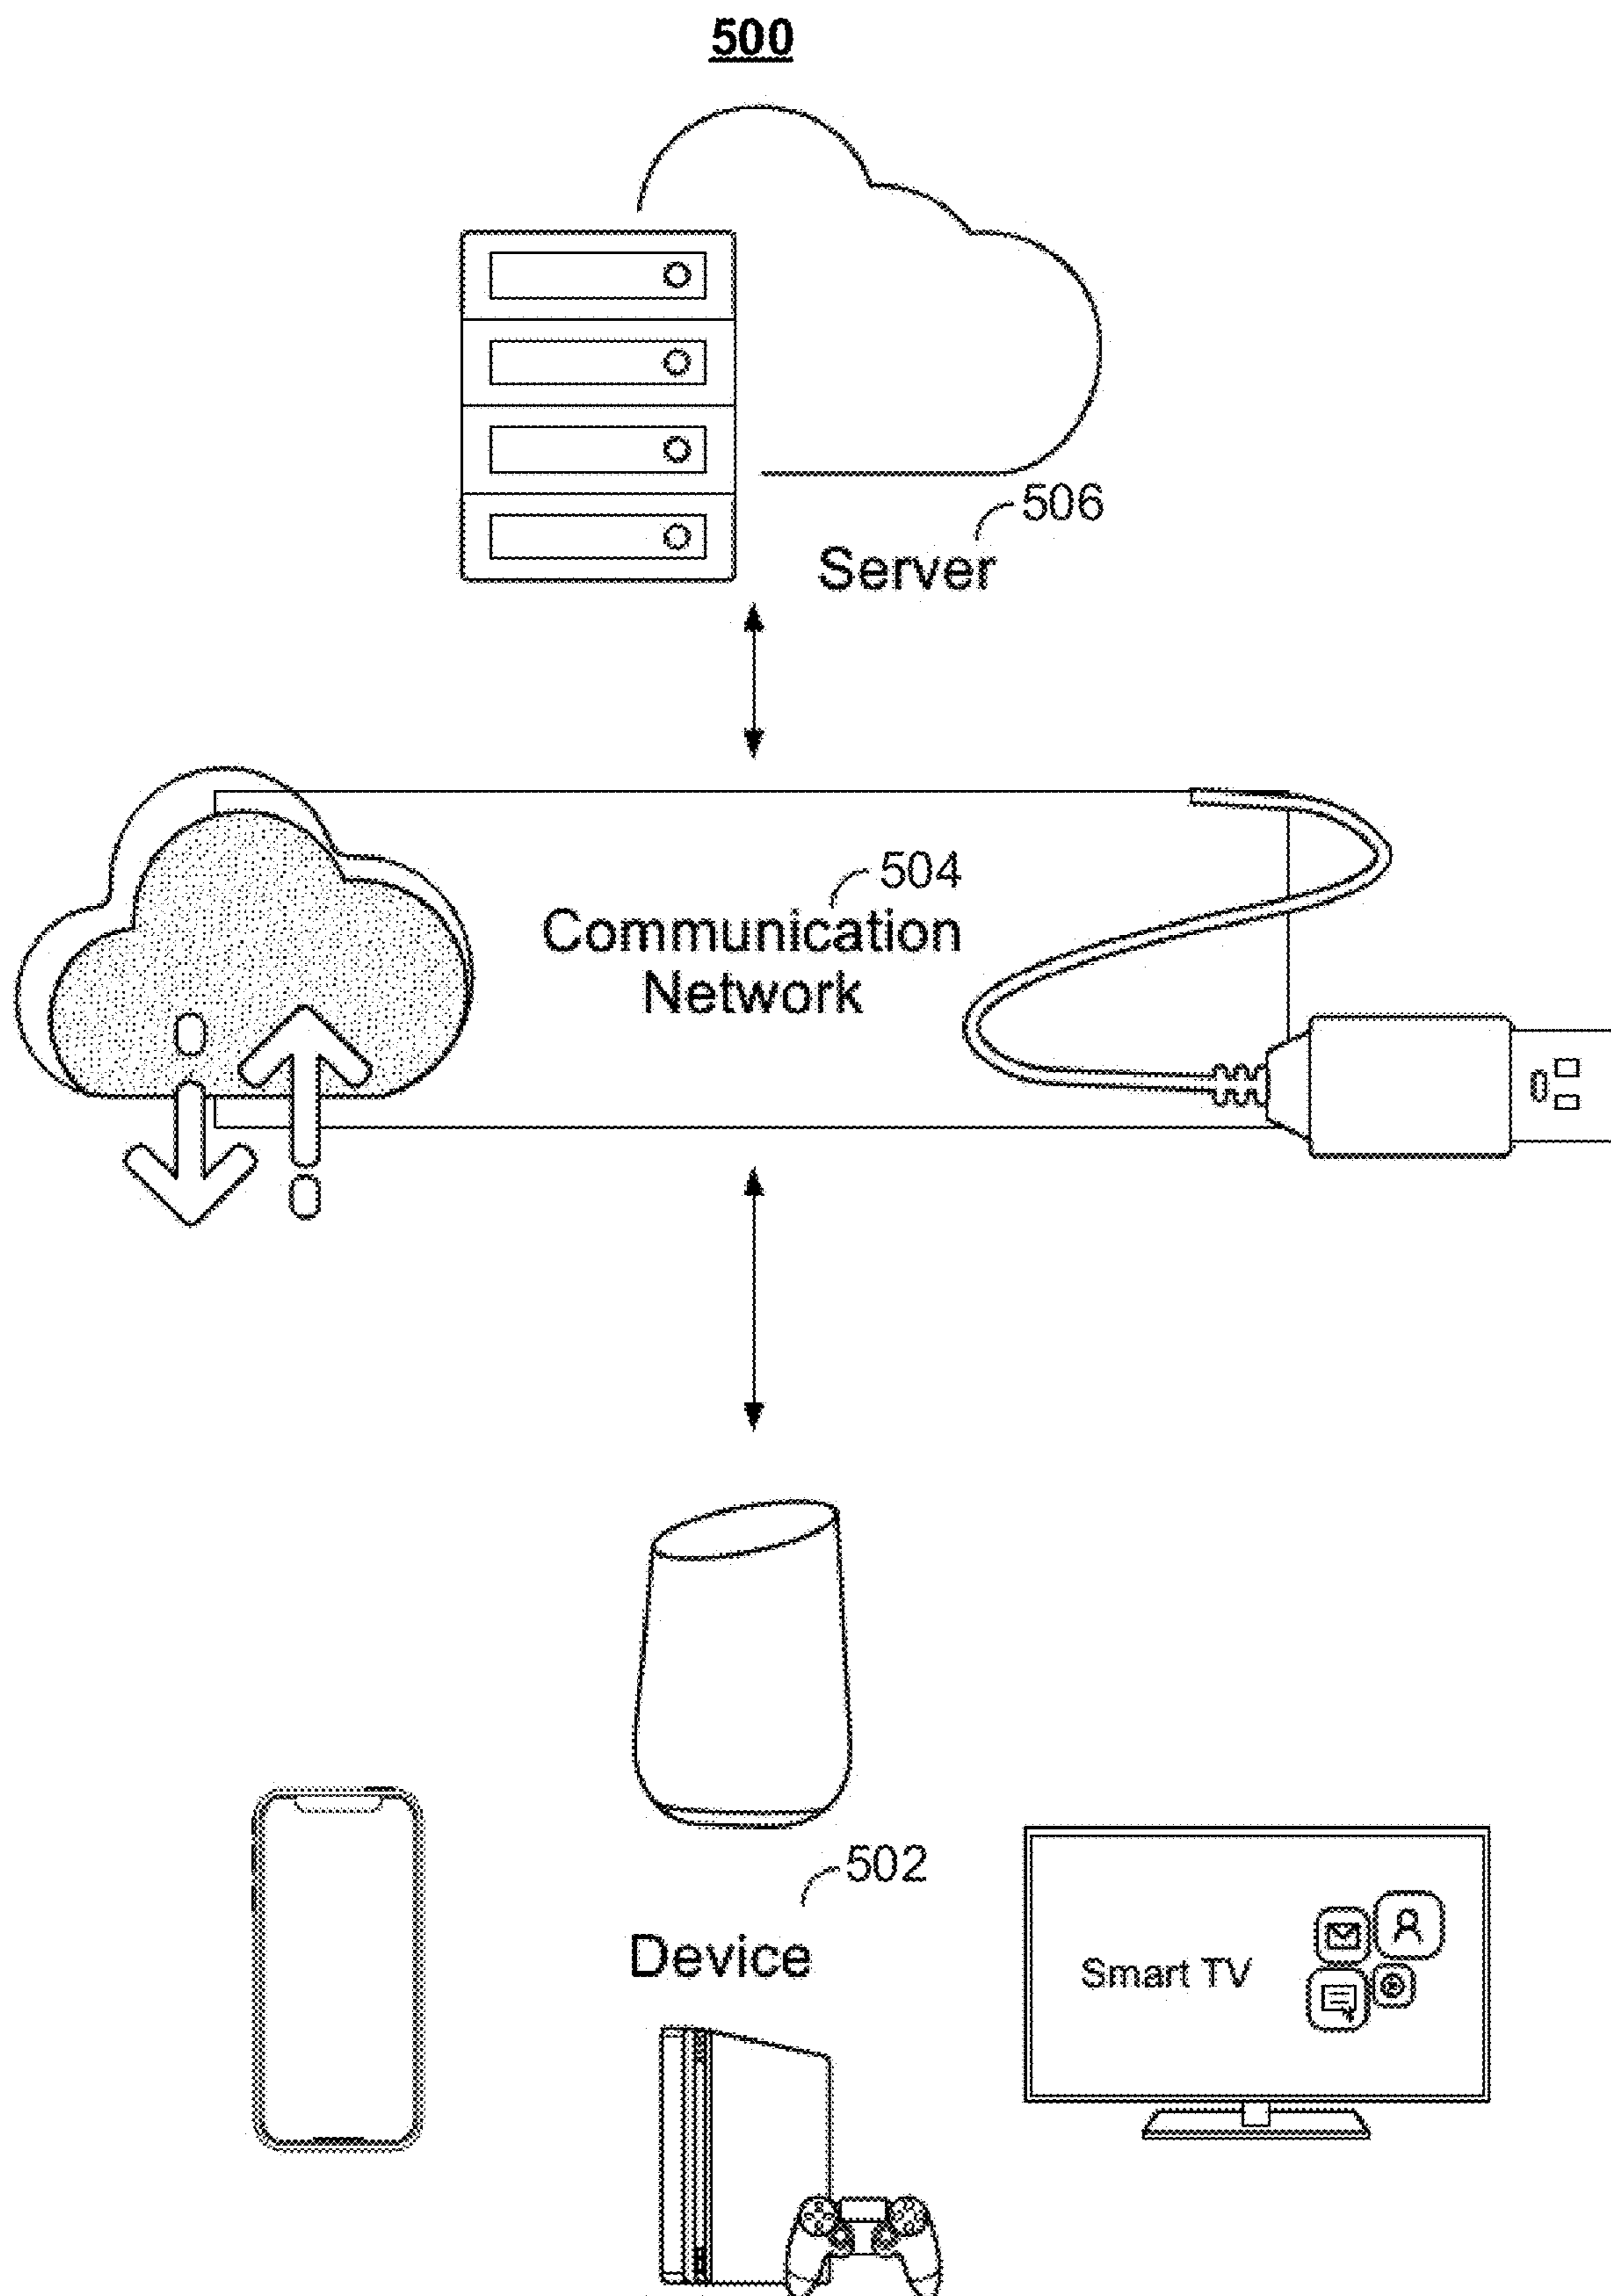 500
506
Server
504
Communication
Network
502
Device
Smart TV